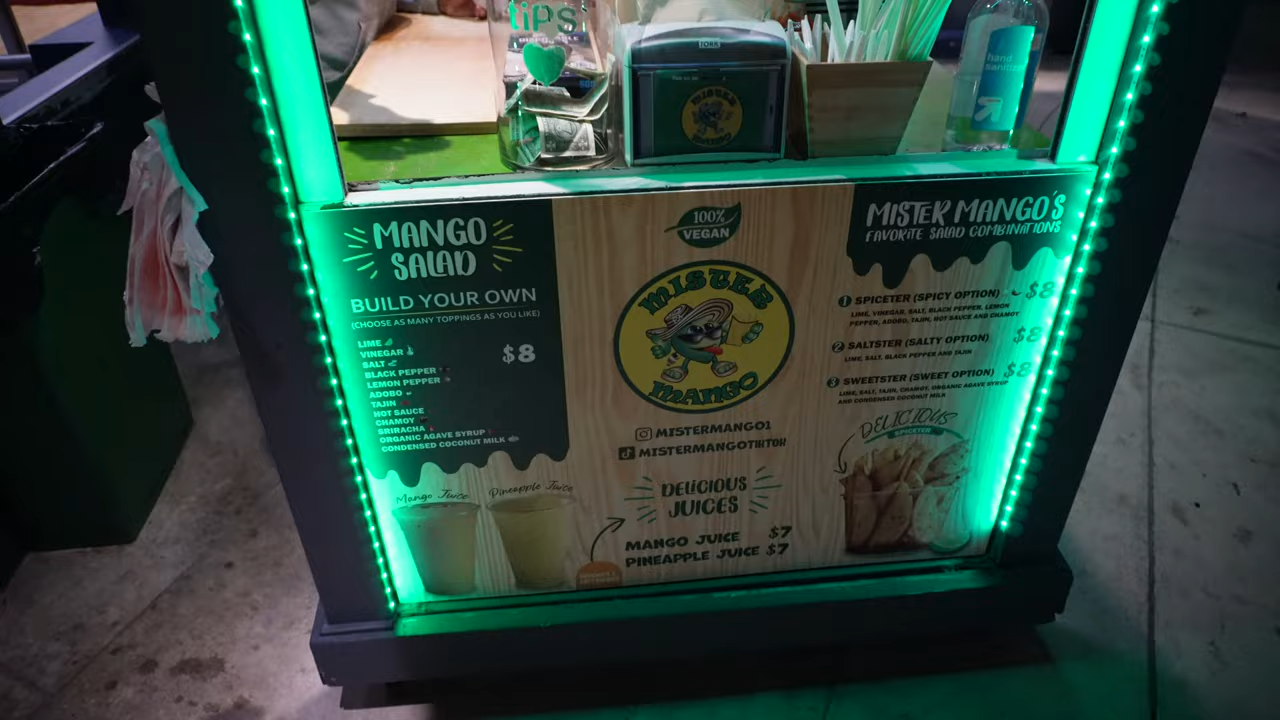 tips
TORK
MISTER
MANGO
hand
sanitizer
MANGO
SALAD
BUILD YOUR OWN
(CHOOSE AS MANY TOPPINGS AS YOU LIKE)
$8
LIME
VINEGAR
SALT
BLACK PEPPER
LEMON PEPPER
ADOBO
TAJIN
HOT SAUCE
CHAMOY
SRIRACHA
ORGANIC AGAVE SYRUP
CONDENSED COCONUT MILK
Mango Juice
Pineapple Juice
100%
VEGAN
MISTER
MANGO
MISTERMANGO1
MISTERMANGOTIKTOK
DELICIOUS
JUICES
MANGO JUICE $7
PINEAPPLE JUICE $7
MISTER MANGO'S
FAVORITE SALAD COMBINATIONS
1 SPICETER (SPICY OPTION) $8
LIME, VINEGAR, SALT, BLACK PEPPER, LEMON
PEPPER, ADOBO, TAJIN, HOT SAUCE AND CHAMOY
2 SALTSTER (SALTY OPTION) $8
LIME, SALT, BLACK PEPPER AND TAJIN
3 SWEETSTER (SWEET OPTION) $8
LIME, SALT, TAJIN, CHAMOY, ORGANIC AGAVE SYRUP
AND CONDENSED COCONUT MILK
DELICIOUS
SPICETER